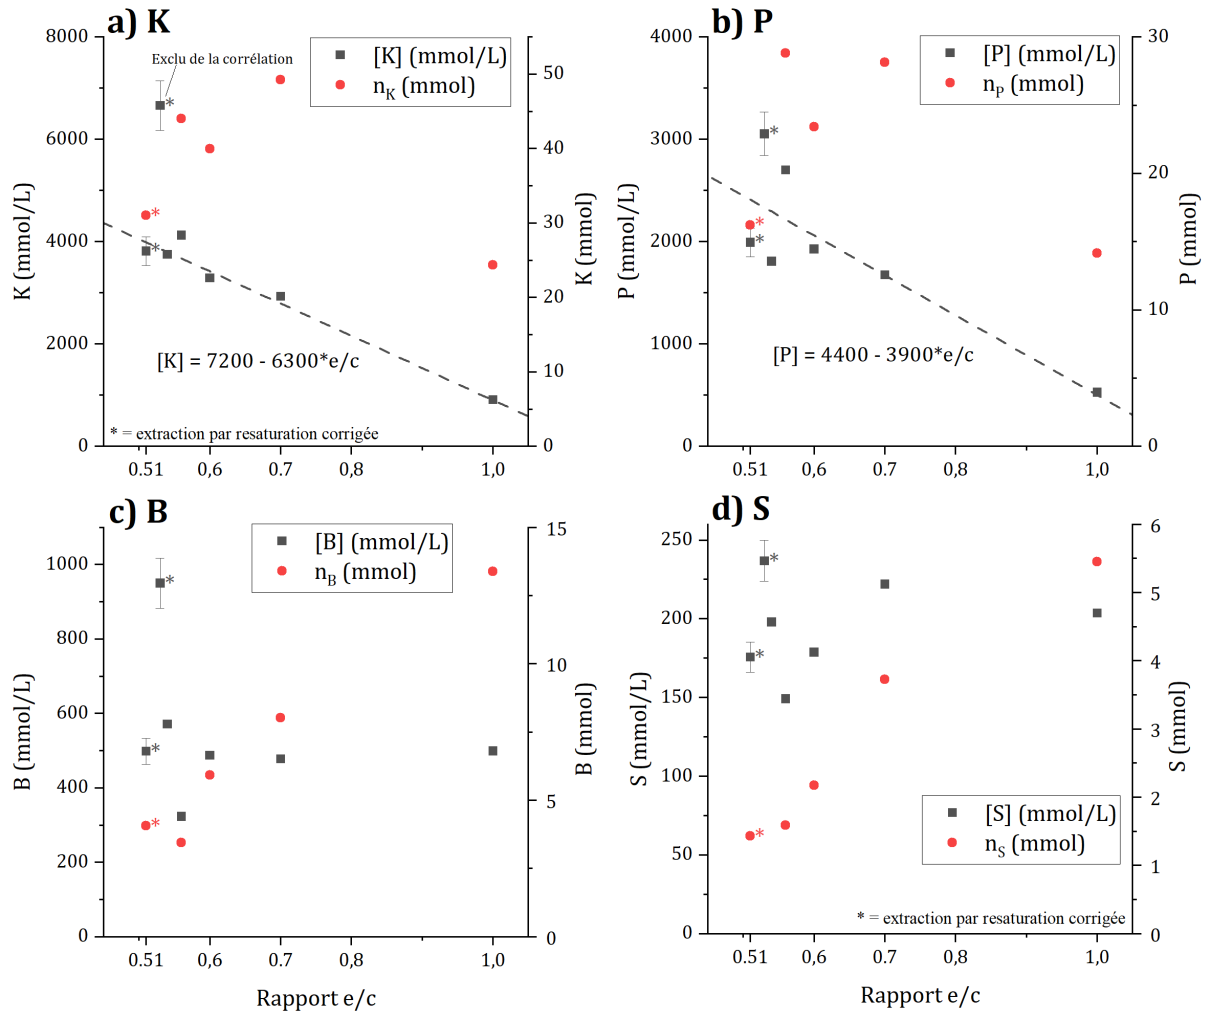 a) K
Exclu de la corrélation
[K] (mmol/L)
n_K (mmol)
8000
6000
4000
2000
0
K (mmol/L)
50
40
30
20
10
0
K (mmol)
*
*
*
[K] = 7200 - 6300*e/c
* = extraction par resaturation corrigée
0.51
0,6
0.7
0,8
1,0
b) P
[P] (mmol/L)
n_P (mmol)
4000
3000
2000
1000
0
P (mmol/L)
30
20
10
0
P (mmol)
*
*
*
[P] = 4400 - 3900*e/c
0.51
0,6
0.7
0,8
1,0
c) B
[B] (mmol/L)
n_B (mmol)
1000
800
600
400
200
0
B (mmol/L)
15
10
5
0
B (mmol)
*
*
*
0.51
0,6
0.7
0,8
1,0
Rapport e/c
d) S
250
200
150
100
50
0
S (mmol/L)
6
5
4
3
2
1
0
S (mmol)
*
*
*
[S] (mmol/L)
n_S (mmol)
* = extraction par resaturation corrigée
0.51
0,6
0.7
0,8
1,0
Rapport e/c